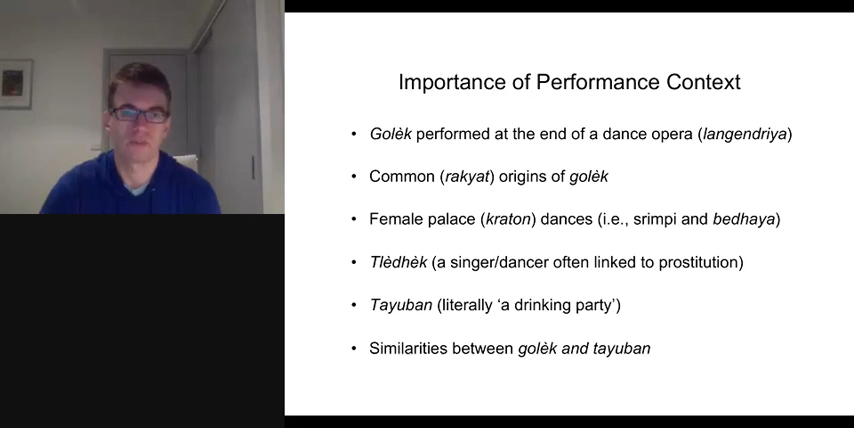 Importance of Performance Context
• Golèk performed at the end of a dance opera (langendriya)
• Common (rakyat) origins of golèk
• Female palace (kraton) dances (i.e., srimpi and bedhaya)
• Tlèdhèk (a singer/dancer often linked to prostitution)
• Tayuban (literally ‘a drinking party’)
• Similarities between golèk and tayuban